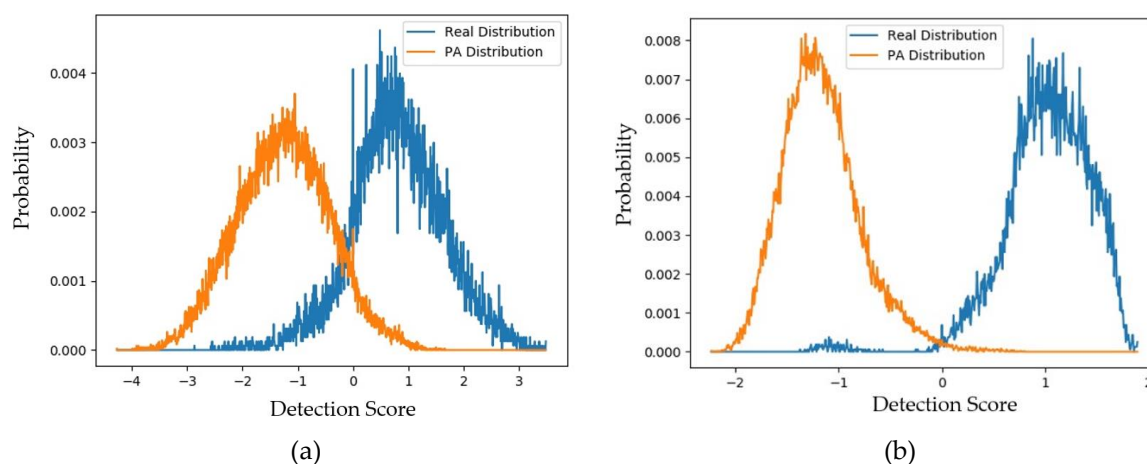 Real Distribution
PA Distribution
0.004
0.003
0.002
0.001
0.000
Probability
−4 −3 −2 −1 0 1 2 3
Detection Score
(a)
Real Distribution
PA Distribution
0.008
0.007
0.006
0.005
0.004
0.003
0.002
0.001
0.000
Probability
−2 −1 0 1 2
Detection Score
(b)